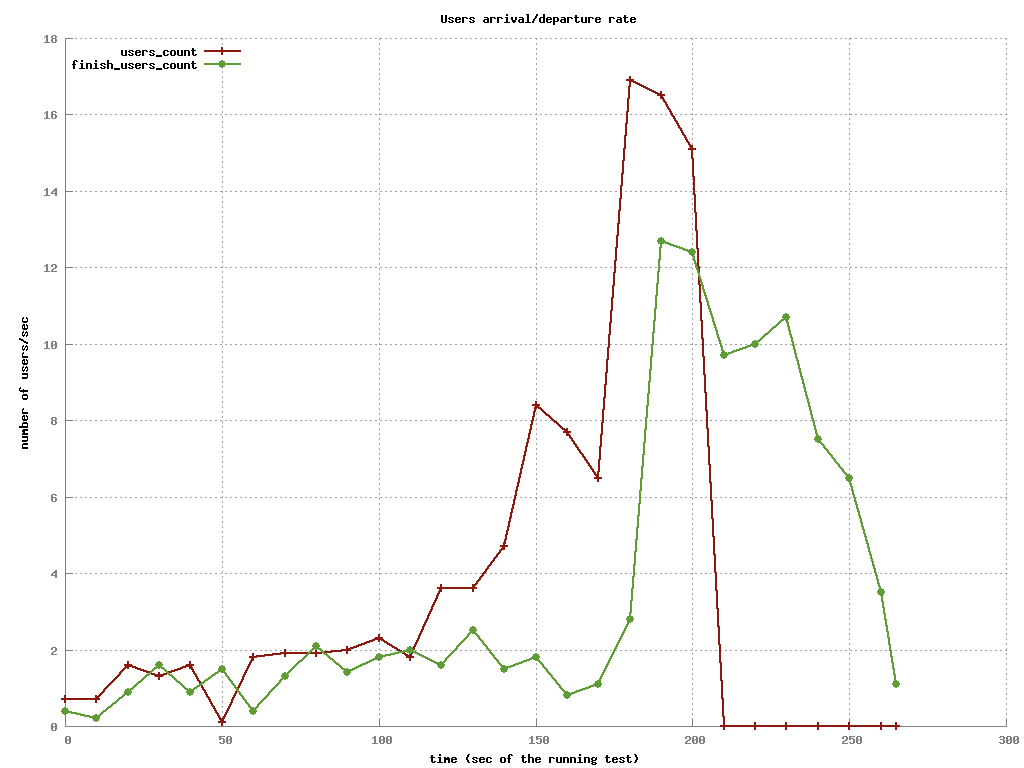 Users arrival/departure rate
users_count
finish_users_count
18
16
14
12
10
8
6
4
2
0
number of users/sec
0 50 100 150 200 250 300
time (sec of the running test)